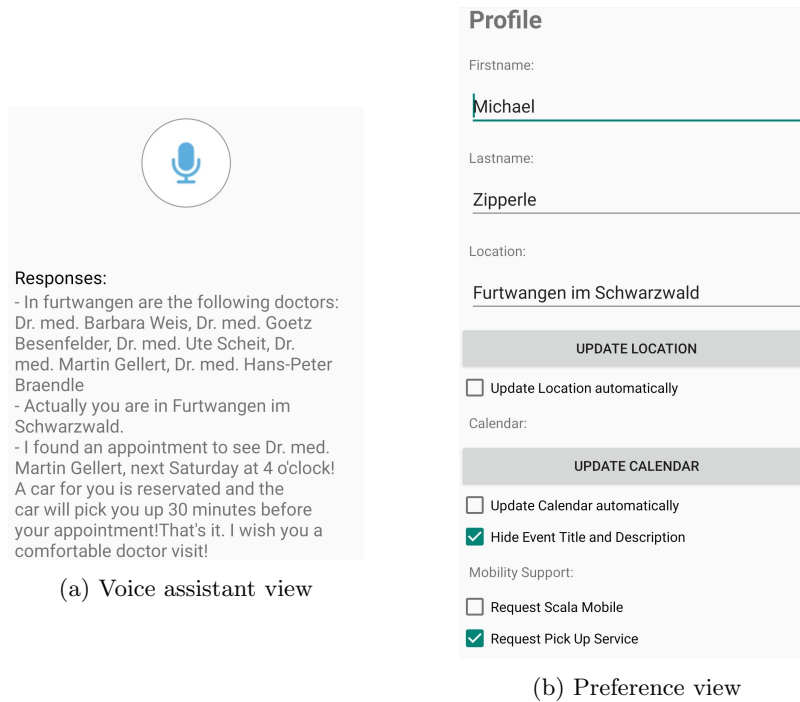 Responses:
- In furtwangen are the following doctors:
Dr. med. Barbara Weis, Dr. med. Goetz
Besenfelder, Dr. med. Ute Scheit, Dr.
med. Martin Gellert, Dr. med. Hans-Peter
Braendle
- Actually you are in Furtwangen im
Schwarzwald.
- I found an appointment to see Dr. med.
Martin Gellert, next Saturday at 4 o'clock!
A car for you is reservated and the
car will pick you up 30 minutes before
your appointment!That's it. I wish you a
comfortable doctor visit!
(a) Voice assistant view
Profile
Firstname:
Michael
Lastname:
Zipperle
Location:
Furtwangen im Schwarzwald
UPDATE LOCATION
Update Location automatically
Calendar:
UPDATE CALENDAR
Update Calendar automatically
Hide Event Title and Description
Mobility Support:
Request Scala Mobile
Request Pick Up Service
(b) Preference view